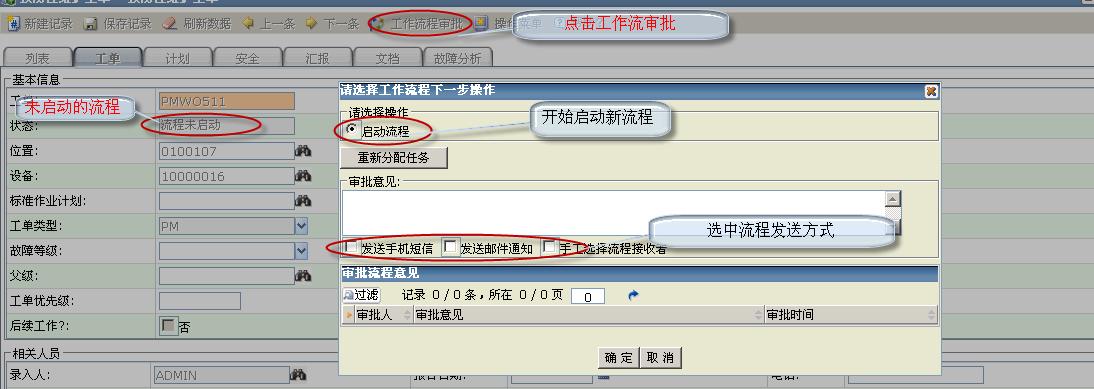 新建记录 保存记录 刷新数据 上一条 下一条 工作流程审批 操作菜单
点击工作流审批
列表 工单 计划 安全 汇报 文档 故障分析
基本信息
PMWO511
未启动的流程
状态: 流程未启动
位置: 0100107
设备: 10000016
标准作业计划:
工单类型: PM
故障等级:
父级:
工单优先级:
后续工作?: 否
相关人员
录入人: ADMIN
请选择工作流程下一步操作
请选择操作
启动流程
开始启动新流程
重新分配任务
审批意见:
选中流程发送方式
发送手机短信 发送邮件通知 手工选择流程接收者
审批流程意见
过滤 记录 0 / 0 条 , 所在 0 / 0 页 0
审批人 审批意见 审批时间
确 定 取 消